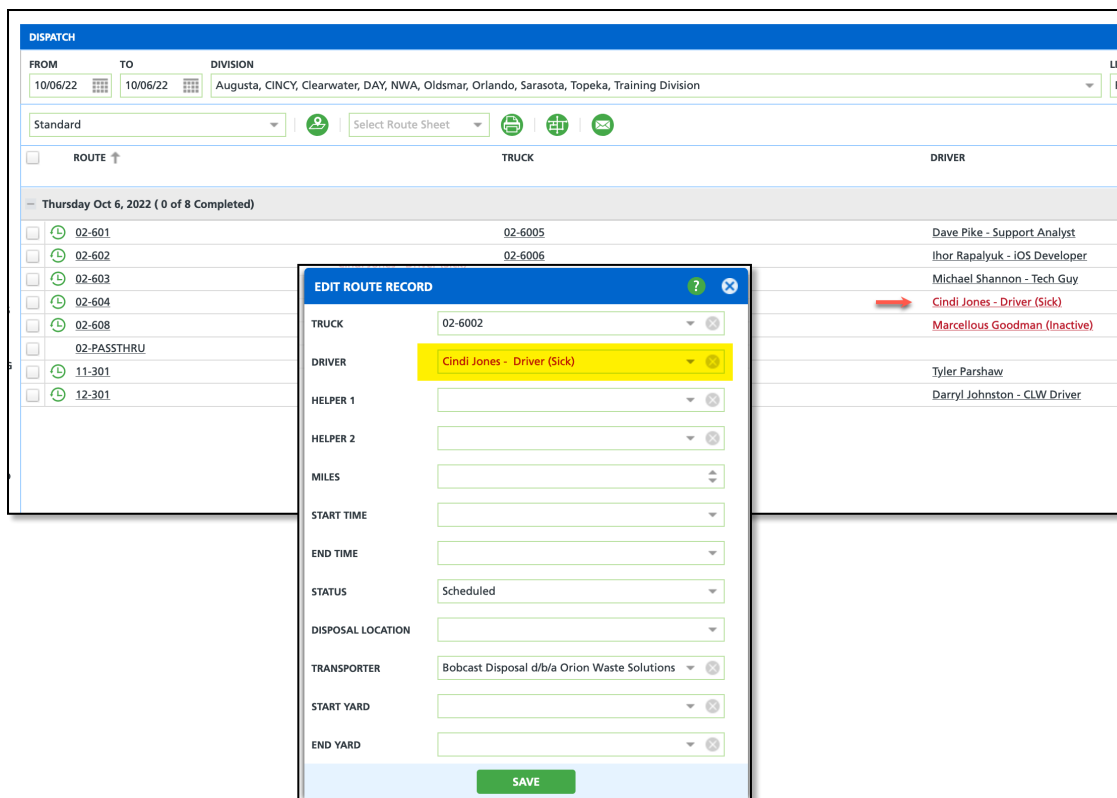 DISPATCH
FROM TO DIVISION
10/06/22 10/06/22 Augusta, CINCY, Clearwater, DAY, NWA, Oldsmar, Orlando, Sarasota, Topeka, Training Division
Standard Select Route Sheet
ROUTE TRUCK DRIVER
Thursday Oct 6, 2022 ( 0 of 8 Completed)
02-601 02-6005 Dave Pike - Support Analyst
02-602 02-6006 Ihor Rapalyuk - iOS Developer
02-603 Michael Shannon - Tech Guy
02-604 Cindi Jones - Driver (Sick)
02-608 Marcellous Goodman (Inactive)
02-PASSTHRU
11-301 Tyler Parshaw
12-301 Darryl Johnston - CLW Driver
EDIT ROUTE RECORD ?
TRUCK 02-6002
DRIVER Cindi Jones - Driver (Sick)
HELPER 1
HELPER 2
MILES
START TIME
END TIME
STATUS Scheduled
DISPOSAL LOCATION
TRANSPORTER Bobcast Disposal d/b/a Orion Waste Solutions
START YARD
END YARD
SAVE